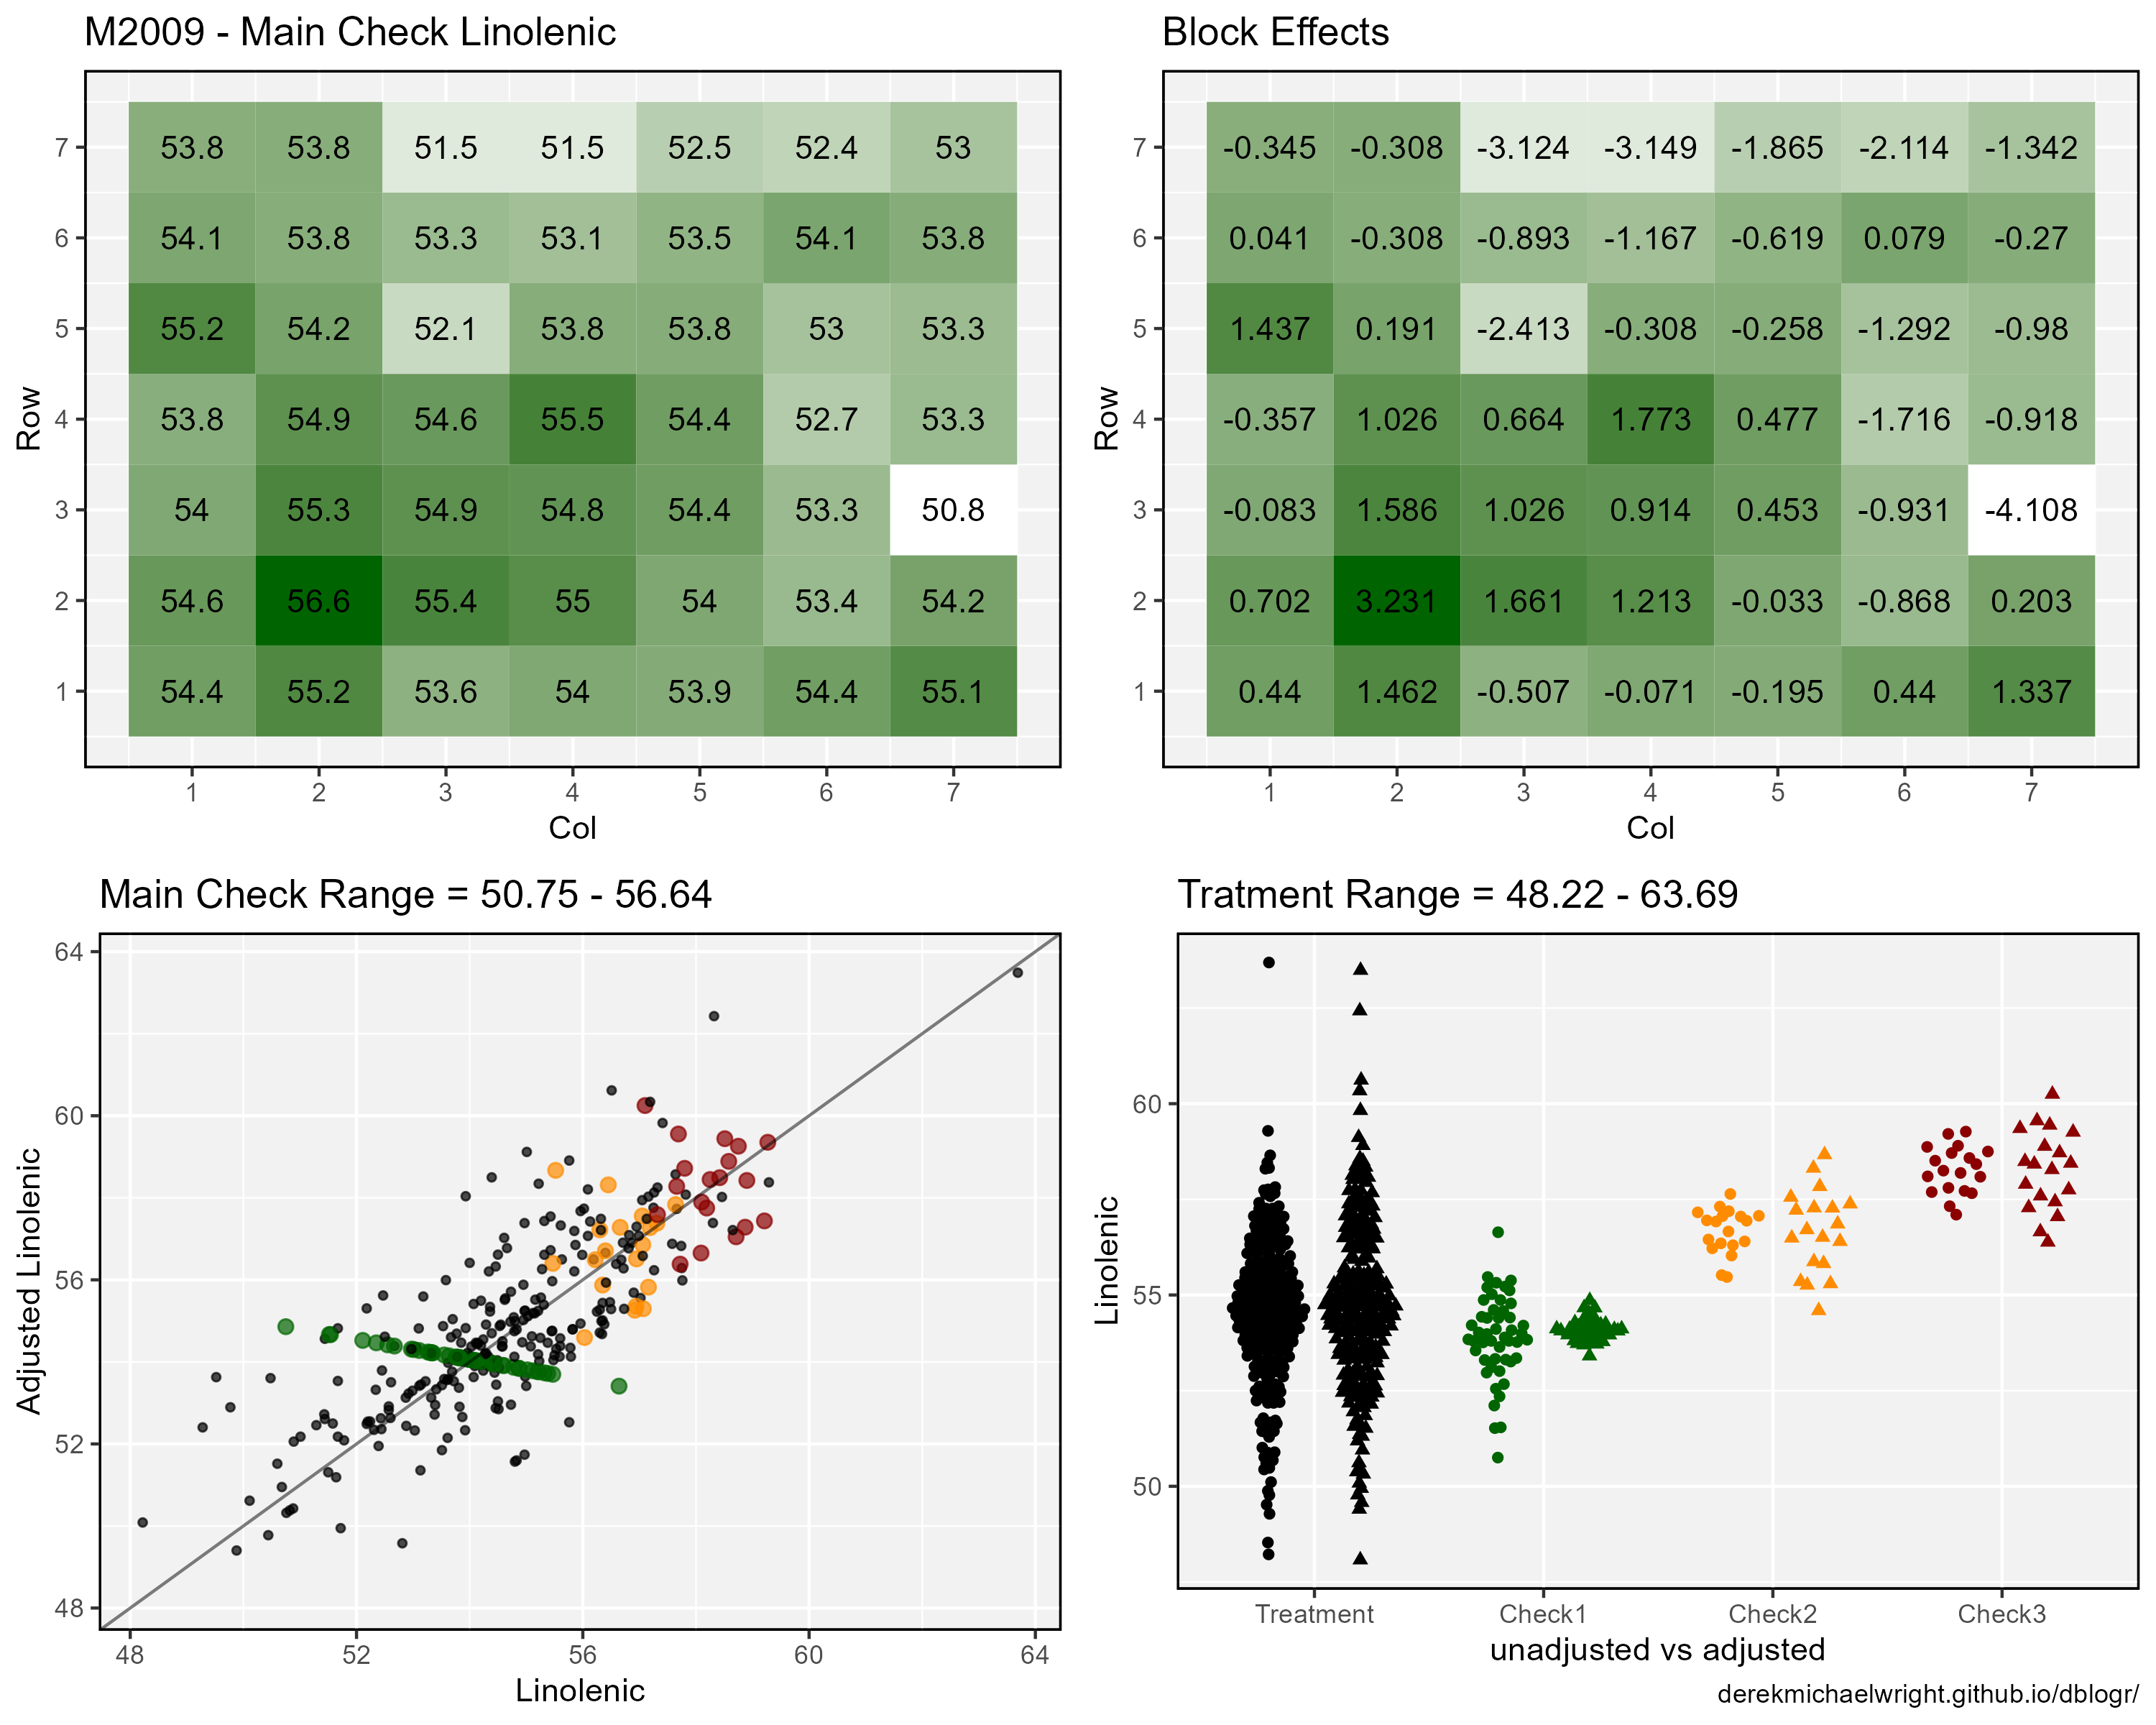 M2009 - Main Check Linolenic
7 53.8 53.8 51.5 51.5 52.5 52.4 53
6 54.1 53.8 53.3 53.1 53.5 54.1 53.8
5 55.2 54.2 52.1 53.8 53.8 53 53.3
4 53.8 54.9 54.6 55.5 54.4 52.7 53.3
3 54 55.3 54.9 54.8 54.4 53.3 50.8
2 54.6 56.6 55.4 55 54 53.4 54.2
1 54.4 55.2 53.6 54 53.9 54.4 55.1
Row
1 2 3 4 5 6 7
Col
Block Effects
7 -0.345 -0.308 -3.124 -3.149 -1.865 -2.114 -1.342
6 0.041 -0.308 -0.893 -1.167 -0.619 0.079 -0.27
5 1.437 0.191 -2.413 -0.308 -0.258 -1.292 -0.98
4 -0.357 1.026 0.664 1.773 0.477 -1.716 -0.918
3 -0.083 1.586 1.026 0.914 0.453 -0.931 -4.108
2 0.702 3.231 1.661 1.213 -0.033 -0.868 0.203
1 0.44 1.462 -0.507 -0.071 -0.195 0.44 1.337
Row
1 2 3 4 5 6 7
Col
Main Check Range = 50.75 - 56.64
64
60
56
52
48
Adjusted Linolenic
48 52 56 60 64
Linolenic
Tratment Range = 48.22 - 63.69
60
55
50
Linolenic
Treatment Check1 Check2 Check3
unadjusted vs adjusted
derekmichaelwright.github.io/dblogr/